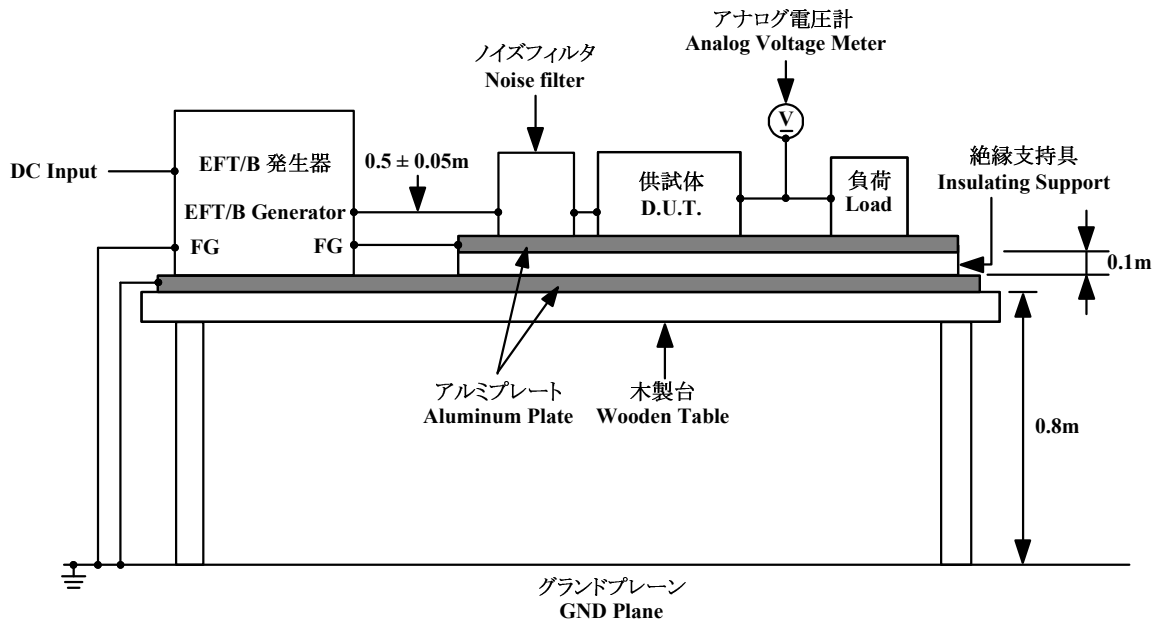 アナログ電圧計
Analog Voltage Meter
ノイズフィルタ
Noise filter
V
DC Input
EFT/B 発生器
EFT/B Generator
FG
FG
0.5 ± 0.05m
供試体
D.U.T.
負荷
Load
絶縁支持具
Insulating Support
0.1m
アルミプレート
Aluminum Plate
木製台
Wooden Table
0.8m
グランドプレーン
GND Plane